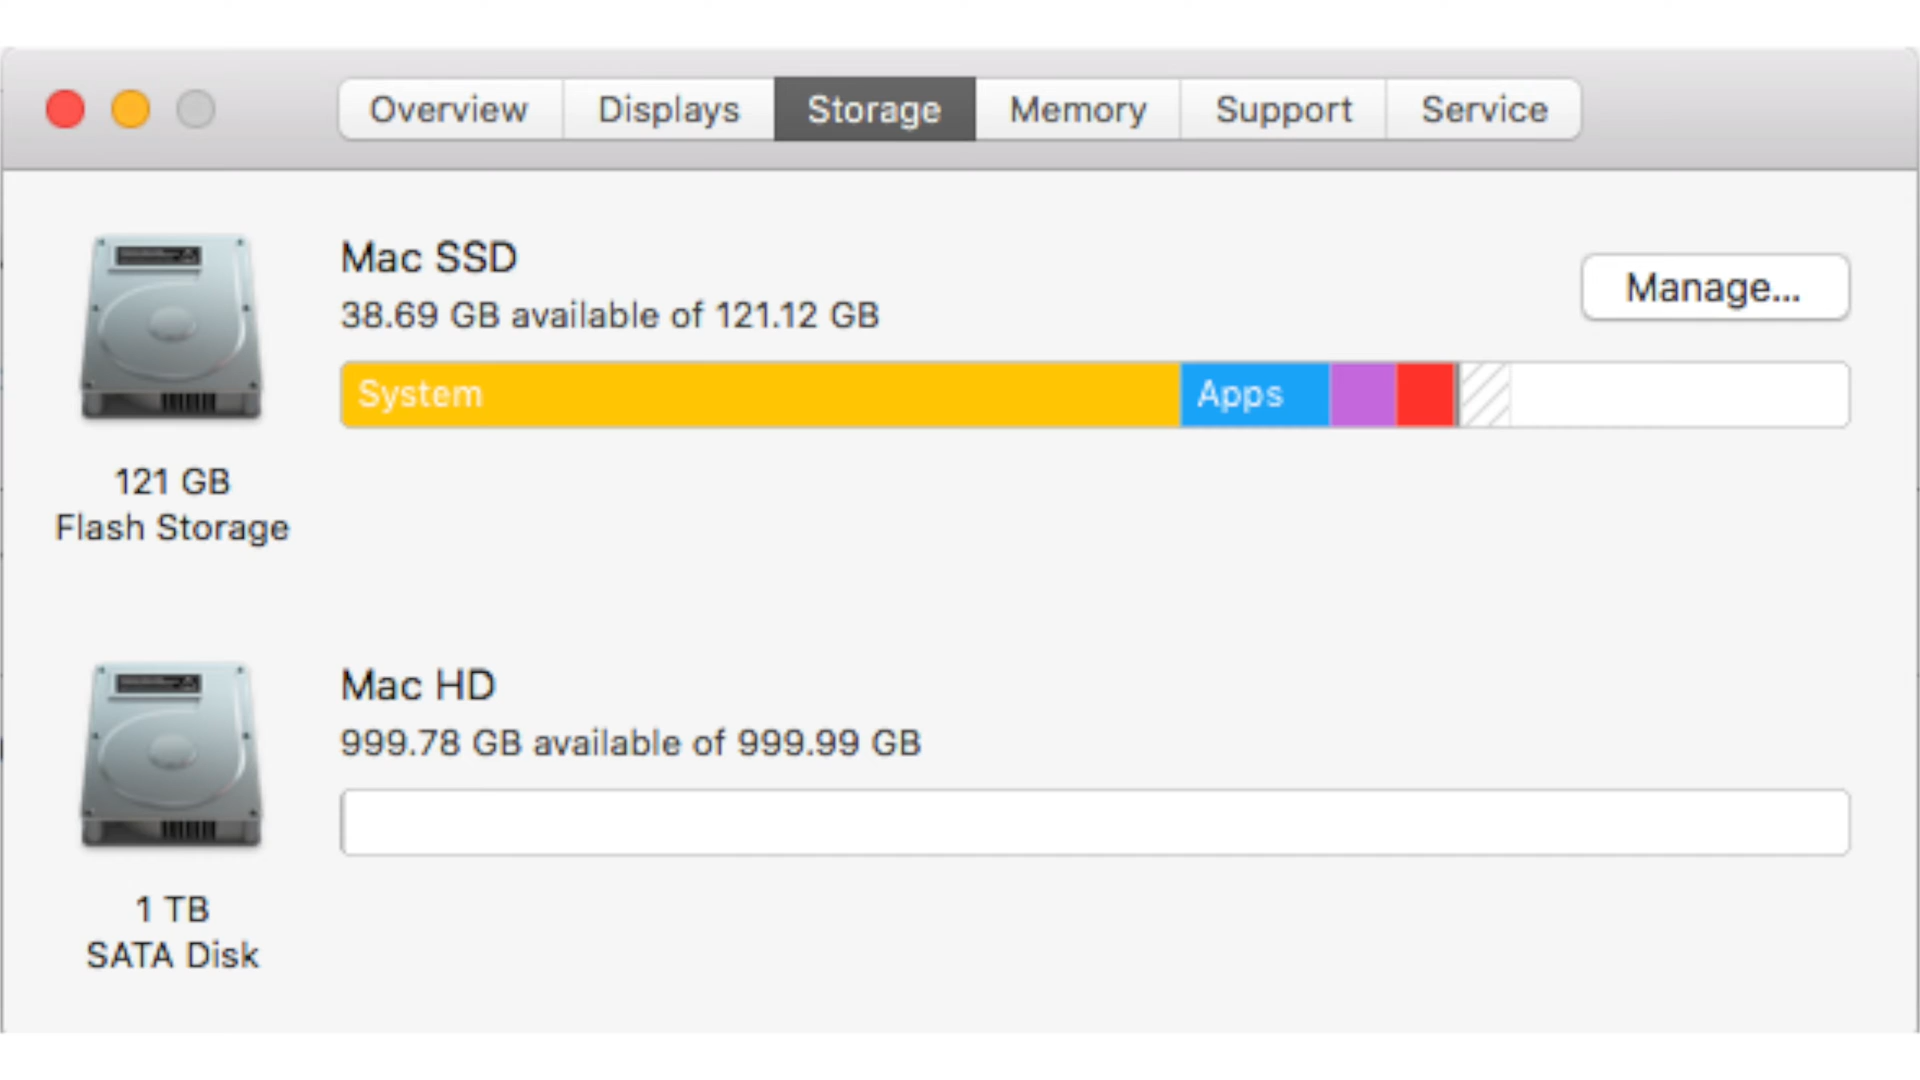 Overview Displays Storage Memory Support Service
Mac SSD
38.69 GB available of 121.12 GB
Manage...
System Apps
121 GB
Flash Storage
Mac HD
999.78 GB available of 999.99 GB
1 TB
SATA Disk